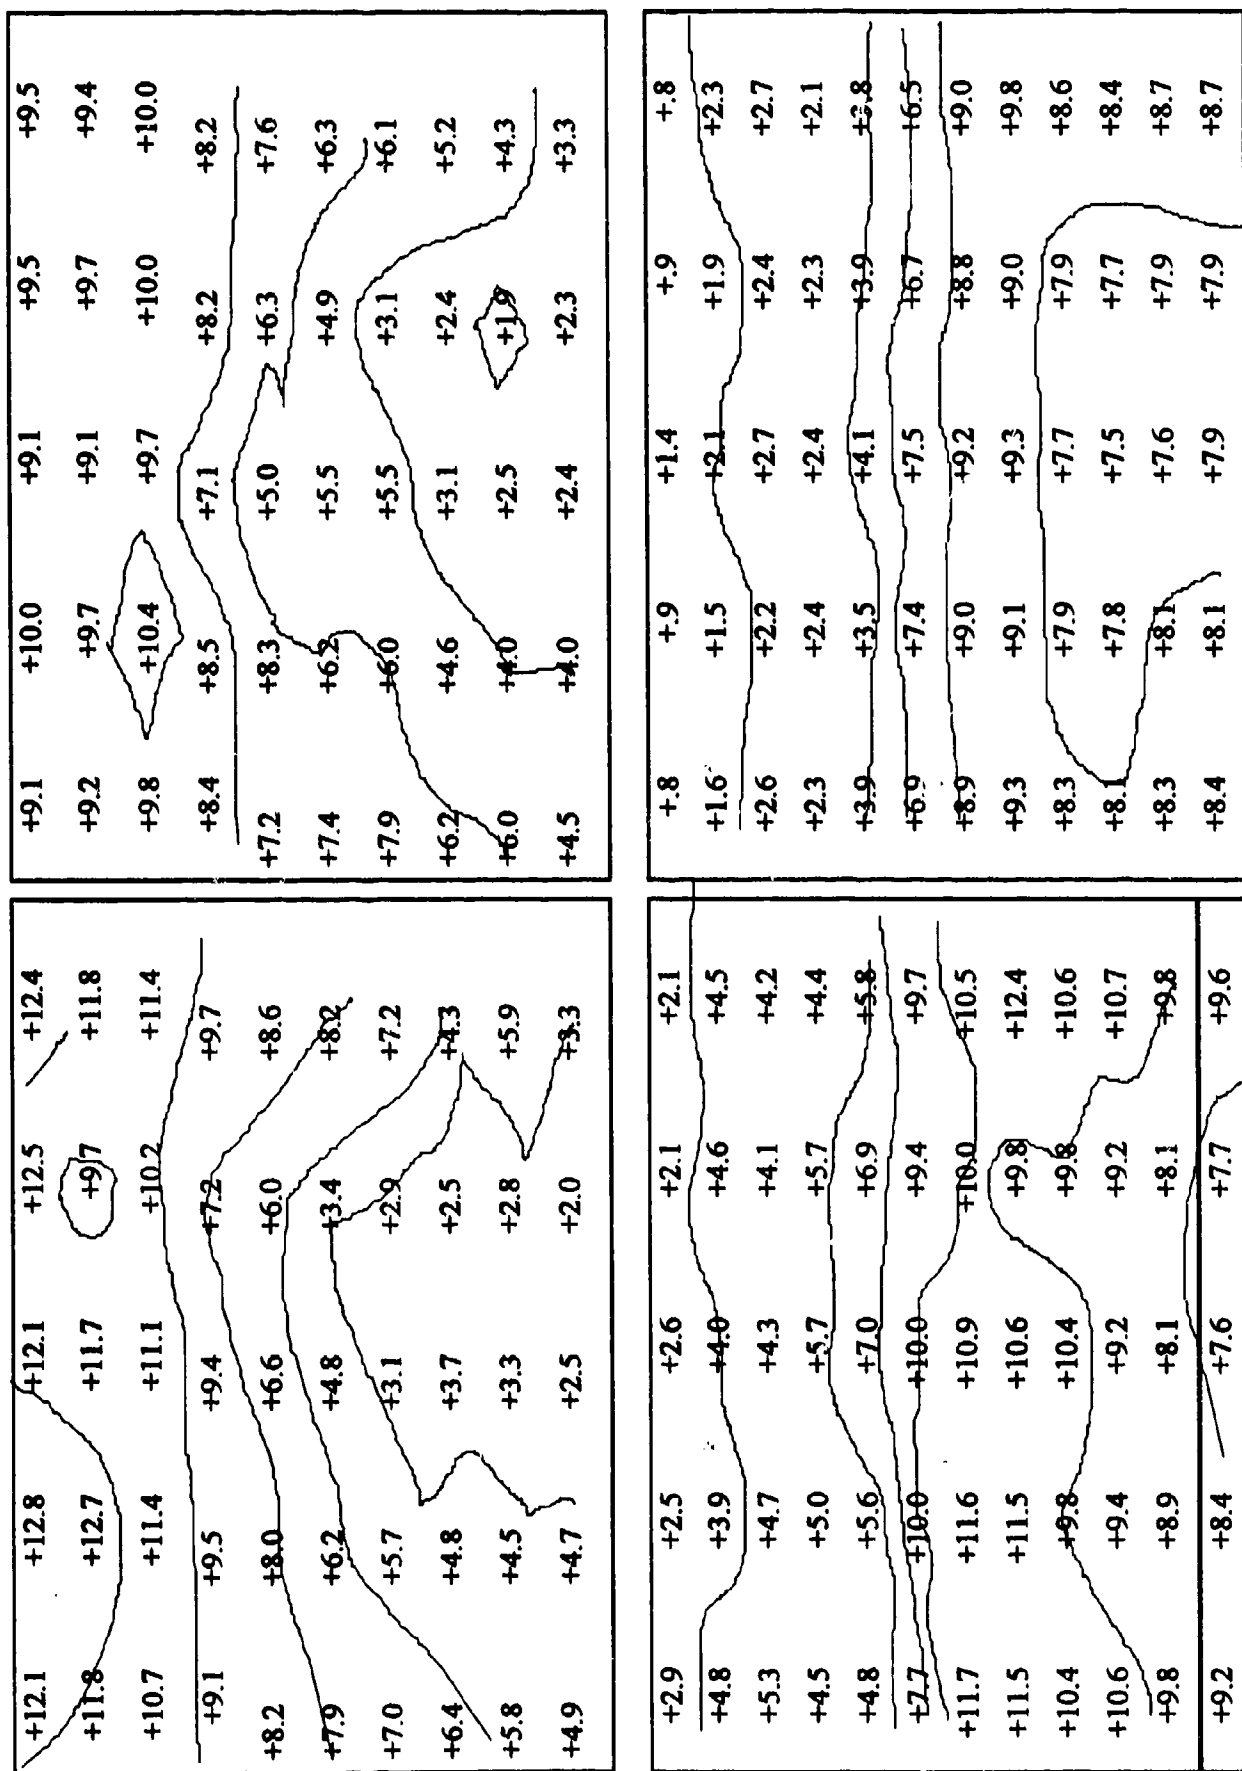 +12.1 +12.8 +12.1 +12.5 +12.4
+11.8 +12.7 +11.7 +9.7 +11.8
+10.7 +11.4 +11.1 +10.2 +11.4
+9.1 +9.5 +9.4 +7.2 +9.7
+8.2 +8.0 +6.6 +6.0 +8.6
+7.9 +6.2 +4.8 +3.4 +8.2
+7.0 +5.7 +3.1 +2.9 +7.2
+6.4 +4.8 +3.7 +2.5 +4.3
+5.8 +4.5 +3.3 +2.8 +5.9
+4.9 +4.7 +2.5 +2.0 +3.3
+9.1 +10.0 +9.1 +9.5 +9.5
+9.2 +9.7 +9.1 +9.7 +9.4
+9.8 +10.4 +9.7 +10.0 +10.0
+8.4 +8.5 +7.1 +8.2 +8.2
+7.2 +8.3 +5.0 +6.3 +7.6
+7.4 +6.2 +5.5 +4.9 +6.3
+7.9 +6.0 +5.5 +3.1 +6.1
+6.2 +4.6 +3.1 +2.4 +5.2
+6.0 +4.0 +2.5 +1.9 +4.3
+4.5 +4.0 +2.4 +2.3 +3.3
+2.9 +2.5 +2.6 +2.1 +2.1
+4.8 +3.9 +4.0 +4.6 +4.5
+5.3 +4.7 +4.3 +4.1 +4.2
+4.5 +5.0 +5.7 +5.7 +4.4
+4.8 +5.6 +7.0 +6.9 +5.8
+7.7 +10.0 +10.0 +9.4 +9.7
+11.7 +11.6 +10.9 +10.0 +10.5
+11.5 +11.5 +10.6 +9.8 +12.4
+10.4 +9.8 +10.4 +9.8 +10.6
+10.6 +9.4 +9.2 +9.2 +10.7
+9.8 +8.9 +8.1 +8.1 +9.8
+9.2 +8.4 +7.6 +7.7 +9.6
+.8 +.9 +1.4 +.9 +.8
+1.6 +1.5 +2.1 +1.9 +2.3
+2.6 +2.2 +2.7 +2.4 +2.7
+2.3 +2.4 +2.4 +2.3 +2.1
+3.9 +3.5 +4.1 +3.9 +3.8
+6.9 +7.4 +7.5 +6.7 +6.5
+8.9 +9.0 +9.2 +8.8 +9.0
+9.3 +9.1 +9.3 +9.0 +9.8
+8.3 +7.9 +7.7 +7.9 +8.6
+8.1 +7.8 +7.5 +7.7 +8.4
+8.3 +8.1 +7.6 +7.9 +8.7
+8.4 +8.1 +7.9 +7.9 +8.7